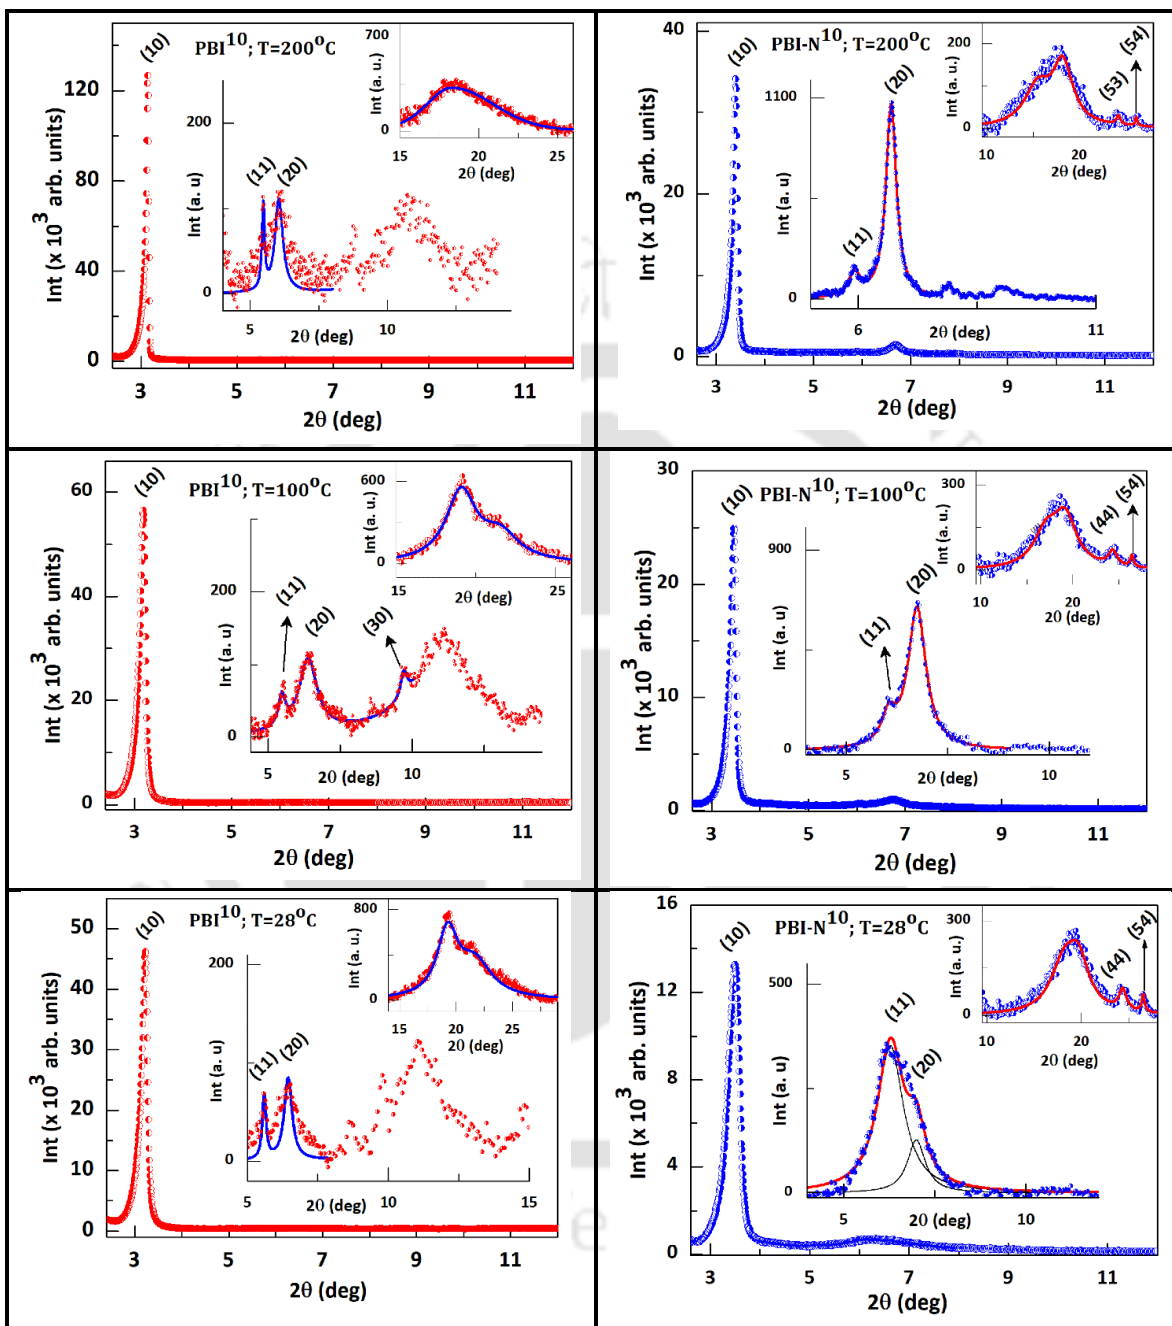 PBI¹⁰; T=200°C
(10)
Int (x 10³ arb. units)
120
80
40
0
3 5 7 9 11
2θ (deg)
Int (a. u)
200
0
(11) (20)
5 10
2θ (deg)
Int (a. u)
700
0
15 20 25
2θ (deg)
PBI-N¹⁰; T=200°C
(10)
Int (x 10³ arb. units)
40
30
20
10
0
3 5 7 9 11
2θ (deg)
Int (a. u)
1100
0
(11) (20)
6 11
2θ (deg)
Int (a. u.)
200
0
(53) (54)
10 20
2θ (deg)
PBI¹⁰; T=100°C
(10)
Int (x 10³ arb. units)
60
40
20
0
3 5 7 9 11
2θ (deg)
Int (a. u)
200
0
(11) (20) (30)
5 10
2θ (deg)
Int (a. u.)
600
0
15 20 25
2θ (deg)
PBI-N¹⁰; T=100°C
(10)
Int (x 10³ arb. units)
30
25
20
15
10
5
0
3 5 7 9 11
2θ (deg)
Int (a. u)
900
0
(11) (20)
5 10
2θ (deg)
Int (a. u.)
300
0
(44) (54)
10 20
2θ (deg)
PBI¹⁰; T=28°C
(10)
Int (x 10³ arb. units)
50
40
30
20
10
0
3 5 7 9 11
2θ (deg)
Int (a. u)
200
0
(11) (20)
5 10 15
2θ (deg)
Int (a. u.)
800
0
15 20 25
2θ (deg)
PBI-N¹⁰; T=28°C
(10)
Int (x 10³ arb. units)
16
12
8
4
0
3 5 7 9 11
2θ (deg)
Int (a. u)
500
0
(11) (20)
5 10
2θ (deg)
Int (a. u.)
300
0
(44) (54)
10 20
2θ (deg)